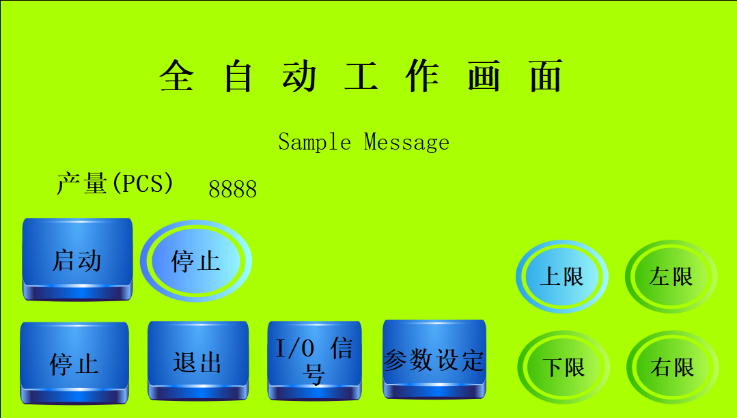 全自动工作画面
Sample Message
产量(PCS) 8888
启动 停止
上限 左限
停止 退出 I/O 信号 参数设定
下限 右限